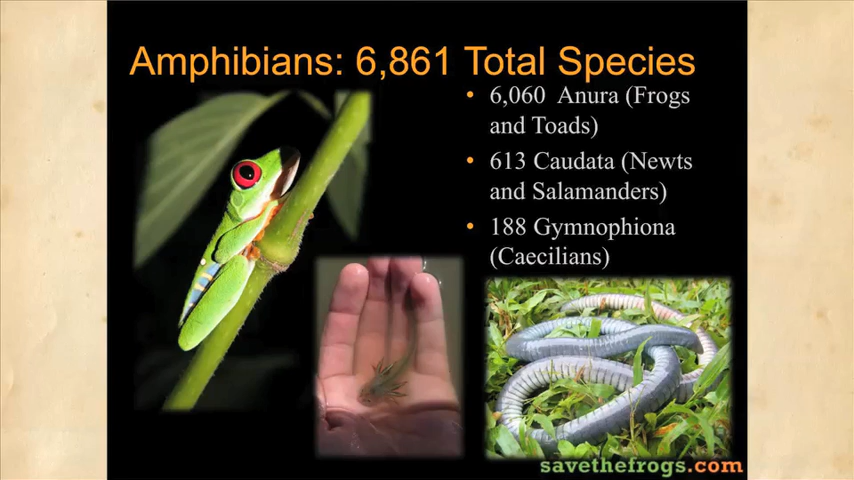 Amphibians: 6,861 Total Species
• 6,060 Anura (Frogs
and Toads)
• 613 Caudata (Newts
and Salamanders)
• 188 Gymnophiona
(Caecilians)
savethefrogs.com